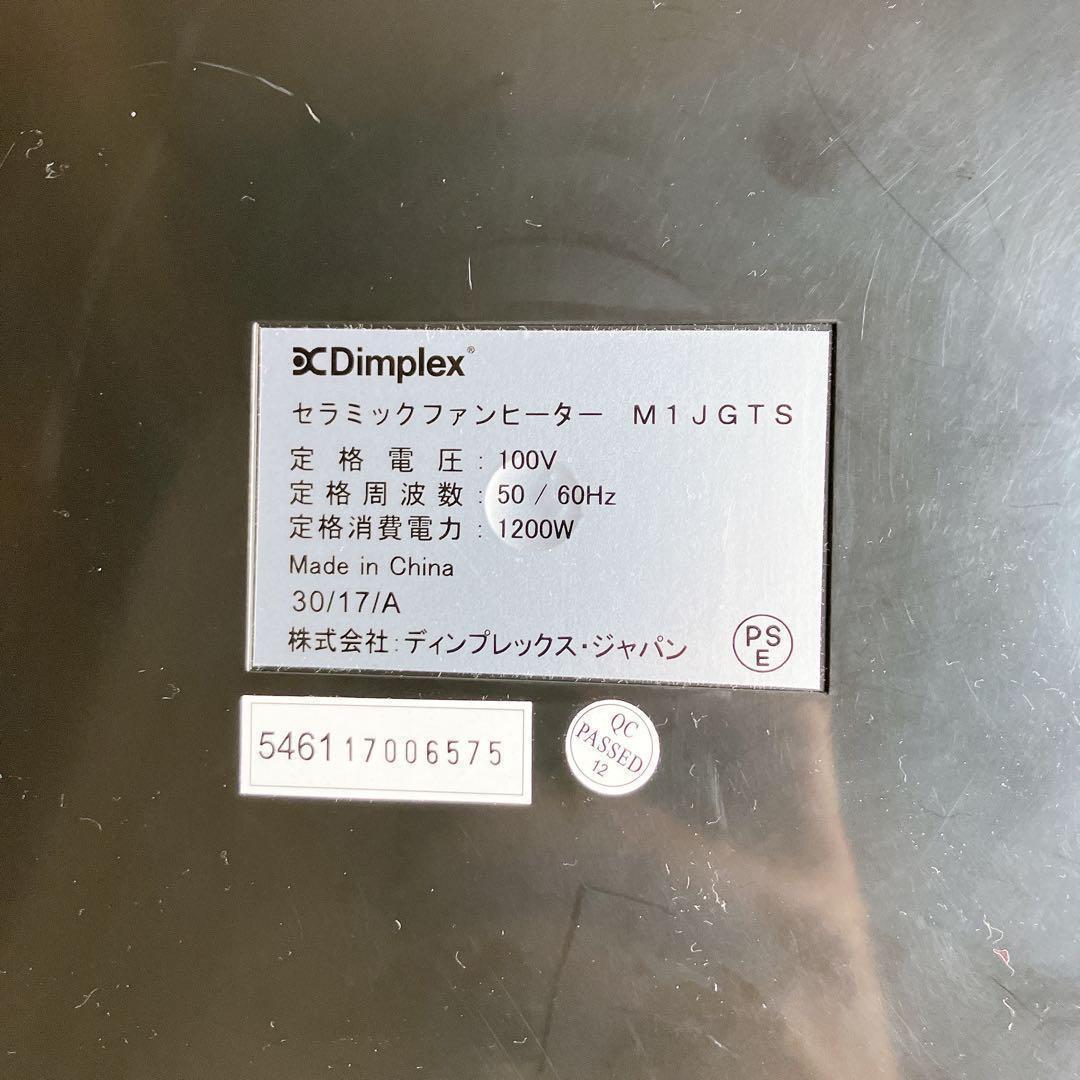 Dimplex®
セラミックファンヒーター M1JGTS
定格電圧: 100V
定格周波数: 50 / 60Hz
定格消費電力: 1200W
Made in China
30/17/A
株式会社:ディンプレックス・ジャパン
PS
E
546117006575
QC
PASSED
12